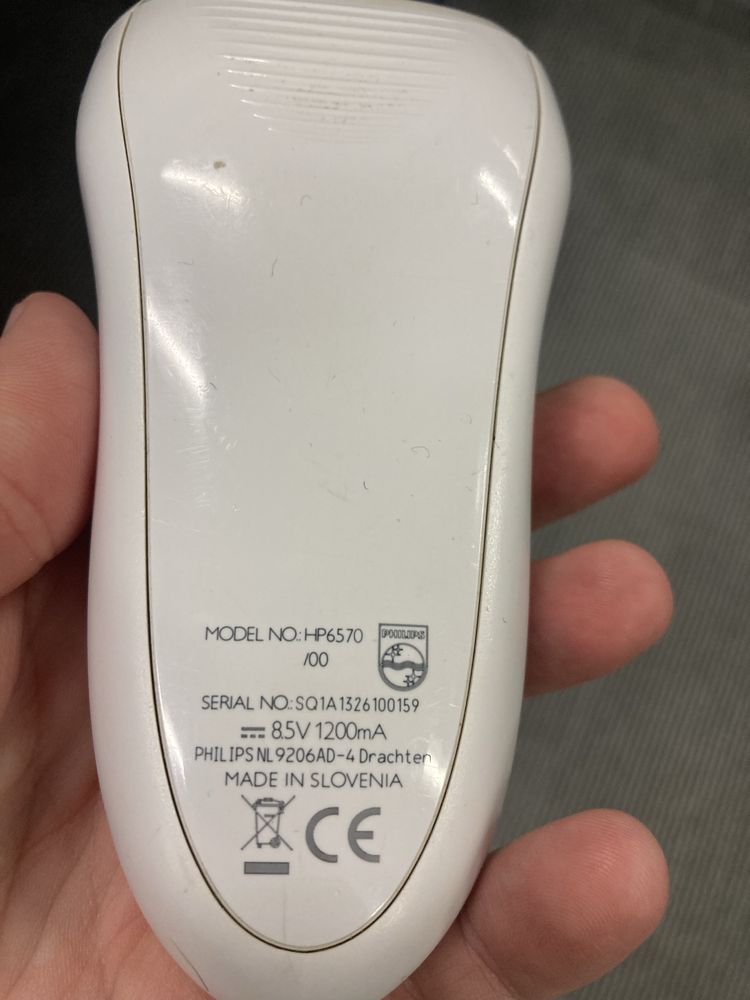 MODEL NO.: HP6570
/00
PHILIPS
SERIAL NO.: SQ1A1326100159
8.5V 1200mA
PHILIPS NL9206AD-4 Drachten
MADE IN SLOVENIA
CE